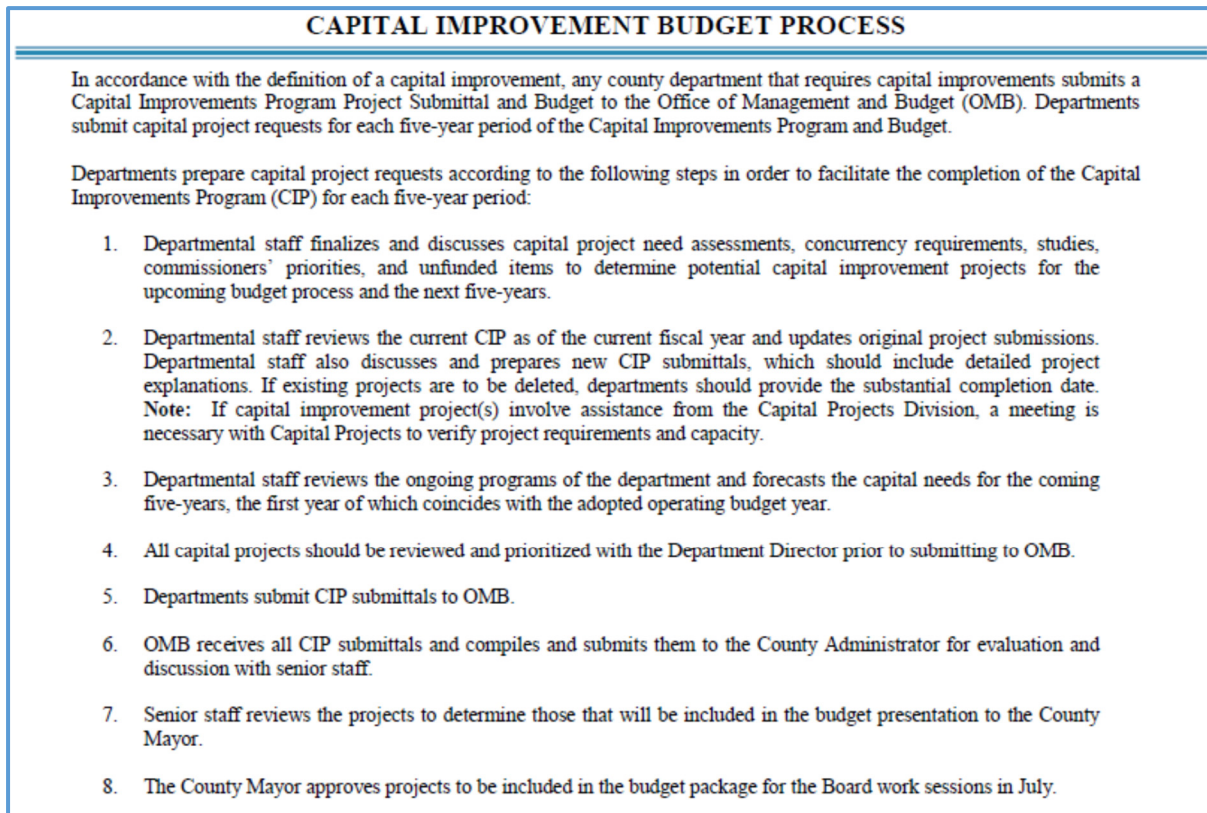 CAPITAL IMPROVEMENT BUDGET PROCESS
In accordance with the definition of a capital improvement, any county department that requires capital improvements submits a
Capital Improvements Program Project Submittal and Budget to the Office of Management and Budget (OMB). Departments
submit capital project requests for each five-year period of the Capital Improvements Program and Budget.
Departments prepare capital project requests according to the following steps in order to facilitate the completion of the Capital
Improvements Program (CIP) for each five-year period:
1. Departmental staff finalizes and discusses capital project need assessments, concurrency requirements, studies,
commissioners’ priorities, and unfunded items to determine potential capital improvement projects for the
upcoming budget process and the next five-years.
2. Departmental staff reviews the current CIP as of the current fiscal year and updates original project submissions.
Departmental staff also discusses and prepares new CIP submittals, which should include detailed project
explanations. If existing projects are to be deleted, departments should provide the substantial completion date.
Note: If capital improvement project(s) involve assistance from the Capital Projects Division, a meeting is
necessary with Capital Projects to verify project requirements and capacity.
3. Departmental staff reviews the ongoing programs of the department and forecasts the capital needs for the coming
five-years, the first year of which coincides with the adopted operating budget year.
4. All capital projects should be reviewed and prioritized with the Department Director prior to submitting to OMB.
5. Departments submit CIP submittals to OMB.
6. OMB receives all CIP submittals and compiles and submits them to the County Administrator for evaluation and
discussion with senior staff.
7. Senior staff reviews the projects to determine those that will be included in the budget presentation to the County
Mayor.
8. The County Mayor approves projects to be included in the budget package for the Board work sessions in July.